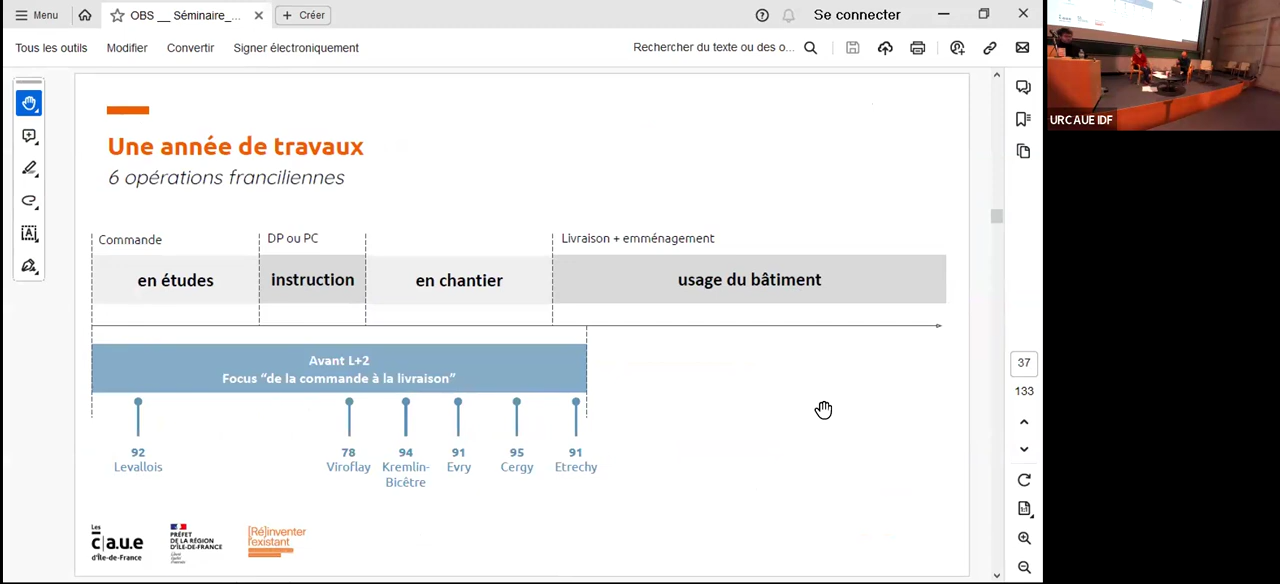 Menu
OBS __ Séminaire_...
Créer
Se connecter
Tous les outils
Modifier
Convertir
Signer électroniquement
Rechercher du texte ou des o...
URCAUE IDF
Une année de travaux
6 opérations franciliennes
Commande
DP ou PC
Livraison + emménagement
en études
instruction
en chantier
usage du bâtiment
Avant L+2
Focus “de la commande à la livraison”
92
Levallois
78
Viroflay
94
Kremlin-
Bicêtre
91
Evry
95
Cergy
91
Etrechy
37
133
Les
c|a.u.e
d'Île-de-France
PRÉFET
DE LA RÉGION
D'ÎLE-DE-FRANCE
[Ré]inventer
l'existant